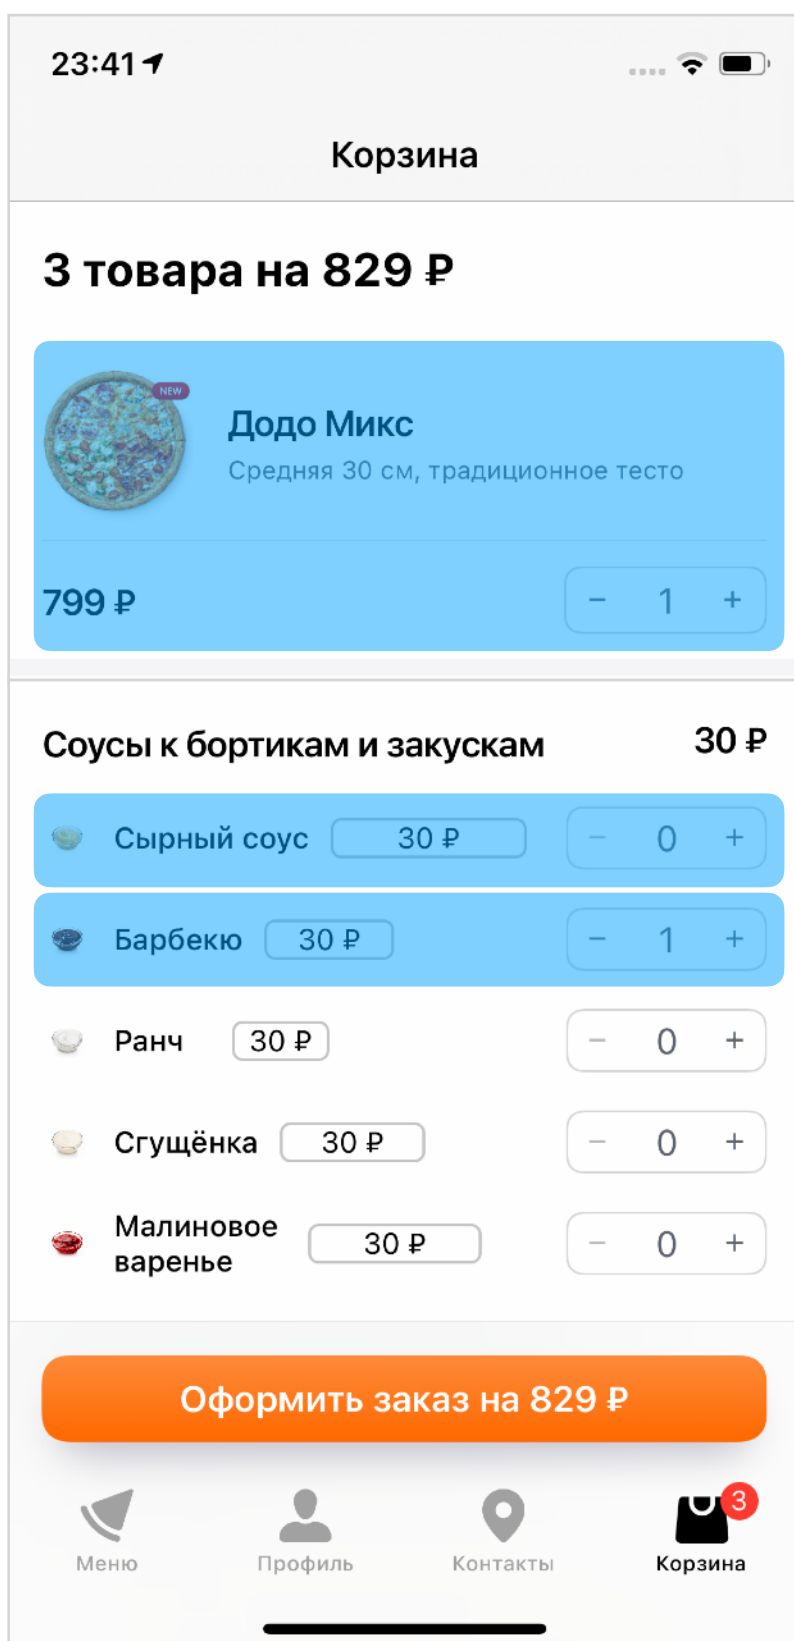 23:41
Корзина
3 товара на 829 ₽
NEW
Додо Микс
Средняя 30 см, традиционное тесто
799 ₽ − 1 +
Соусы к бортикам и закускам 30 ₽
Сырный соус 30 ₽ − 0 +
Барбекю 30 ₽ − 1 +
Ранч 30 ₽ − 0 +
Сгущёнка 30 ₽ − 0 +
Малиновое
варенье 30 ₽ − 0 +
Оформить заказ на 829 ₽
3
Меню Профиль Контакты Корзина